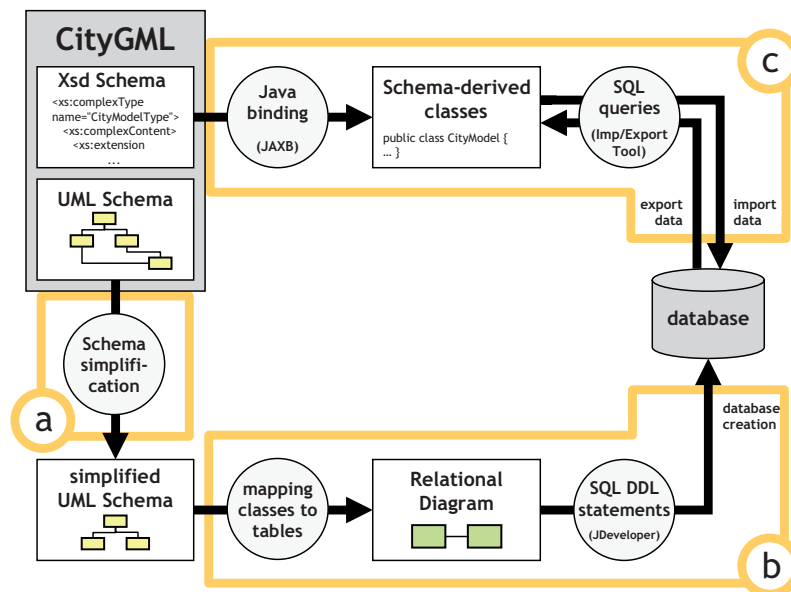 CityGML
Xsd Schema
<xs:complexType
name="CityModelType">
<xs:complexContent>
<xs:extension
...
UML Schema
Java
binding
(JAXB)
Schema-derived
classes
public class CityModel {
… }
SQL
queries
(Imp/Export
Tool)
c
export
data
import
data
database
Schema
simplifi-
cation
a
simplified
UML Schema
mapping
classes to
tables
Relational
Diagram
SQL DDL
statements
(JDeveloper)
database
creation
b